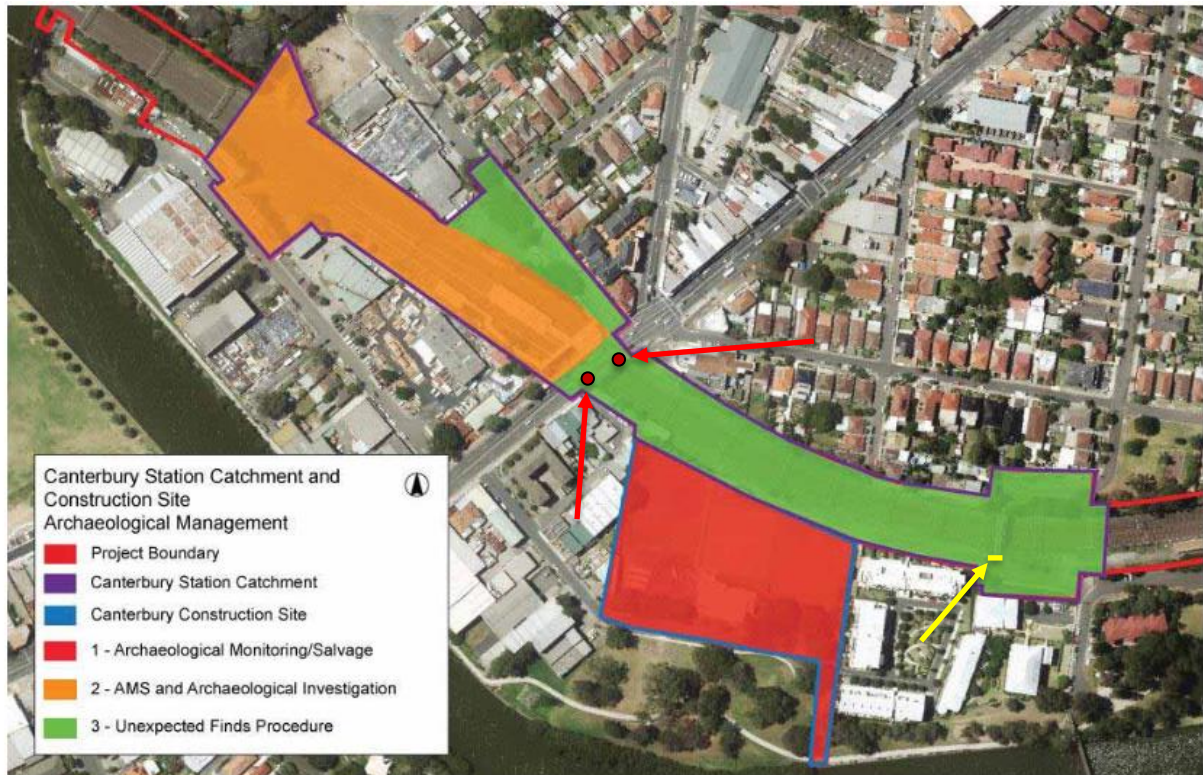 Canterbury Station Catchment and
Construction Site
Archaeological Management
Project Boundary
Canterbury Station Catchment
Canterbury Construction Site
1 - Archaeological Monitoring/Salvage
2 - AMS and Archaeological Investigation
3 - Unexpected Finds Procedure